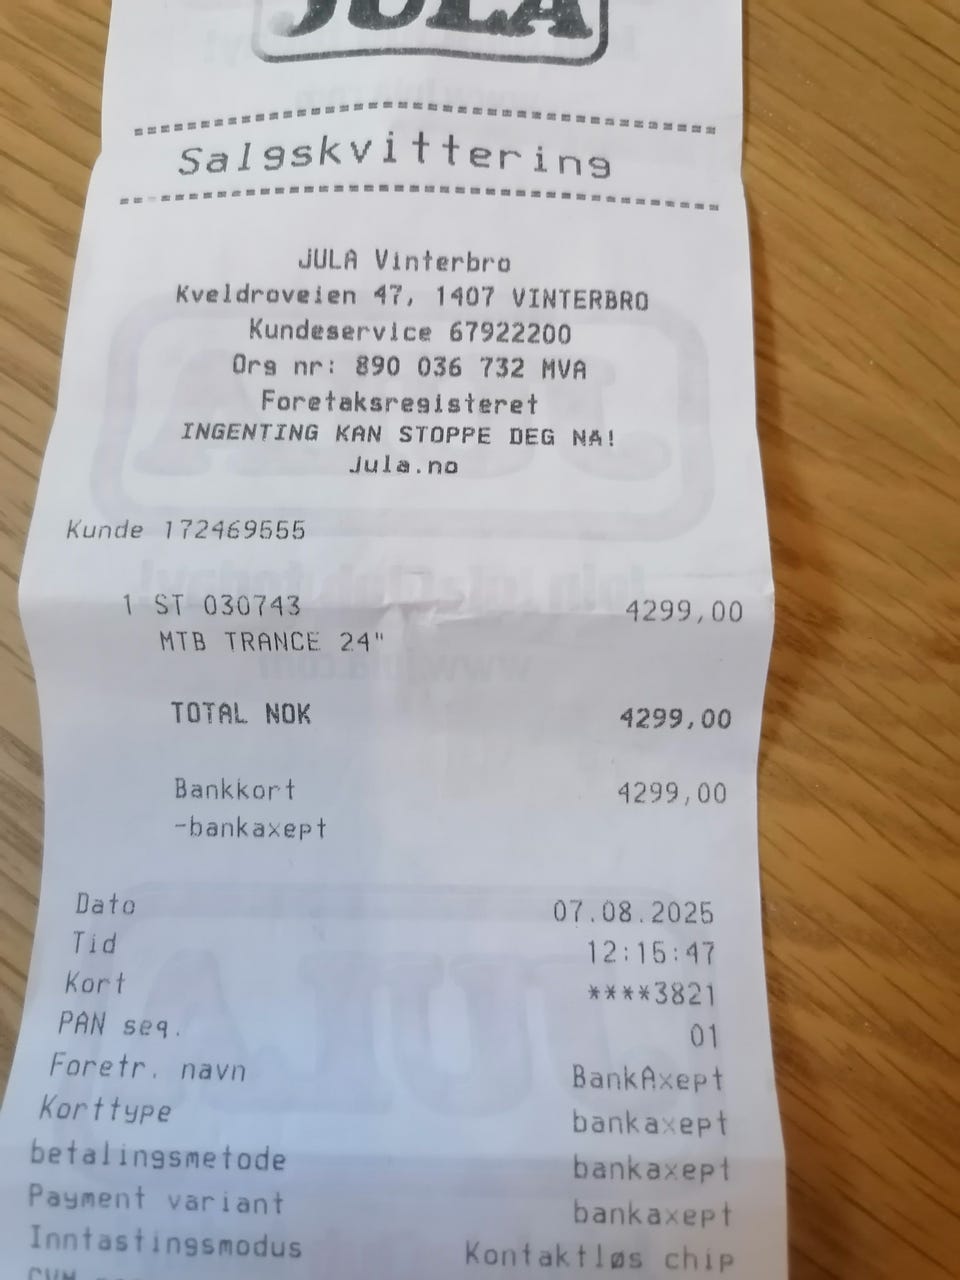 JULA
Salgskvittering
JULA Vinterbro
Kveldroveien 47, 1407 VINTERBRO
Kundeservice 67922200
Org nr: 890 036 732 MVA
Foretaksregisteret
INGENTING KAN STOPPE DEG NA!
Jula.no
Kunde 172469555
1 ST 030743 4299,00
MTB TRANCE 24"
TOTAL NOK 4299,00
Bankkort 4299,00
-bankaxept
Dato 07.08.2025
Tid 12:15:47
Kort ****3821
PAN seq. 01
Foretr. navn BankAxept
Korttype bankaxept
betalingsmetode bankaxept
Payment variant bankaxept
Inntastingsmodus Kontaktløs chip